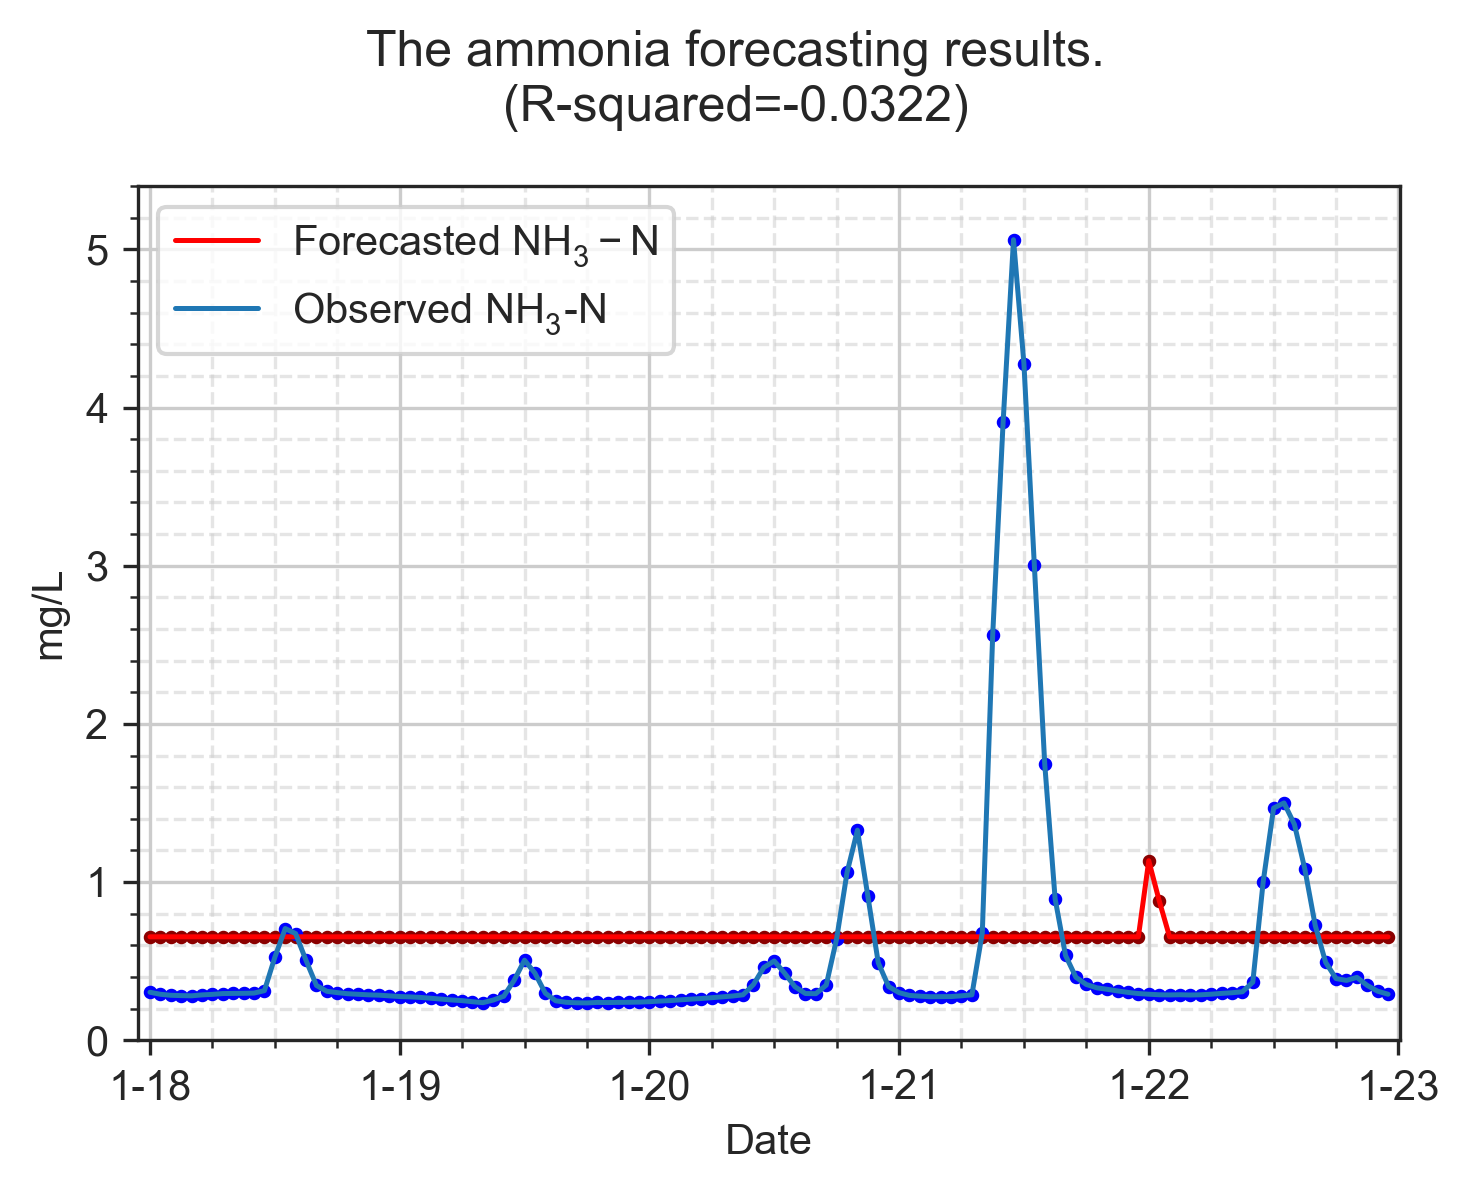 The ammonia forecasting results.
(R-squared=-0.0322)
Forecasted NH₃ − N
Observed NH₃-N
mg/L
5
4
3
2
1
0
1-18 1-19 1-20 1-21 1-22 1-23
Date